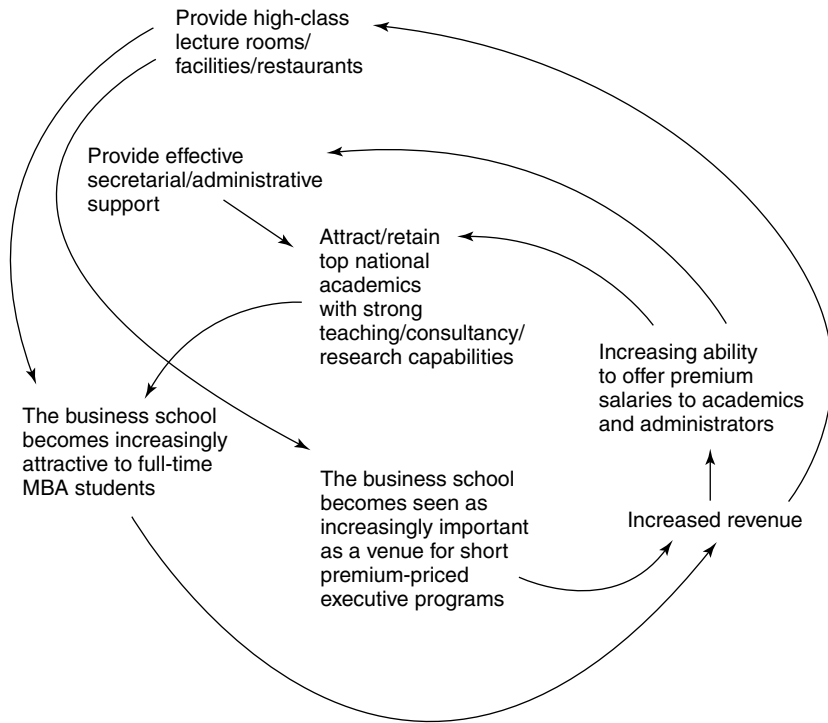 Provide high-class
lecture rooms/
facilities/restaurants
Provide effective
secretarial/administrative
support
Attract/retain
top national
academics
with strong
teaching/consultancy/
research capabilities
Increasing ability
to offer premium
salaries to academics
and administrators
The business school
becomes increasingly
attractive to full-time
MBA students
The business school
becomes seen as
increasingly important
as a venue for short
premium-priced
executive programs
Increased revenue